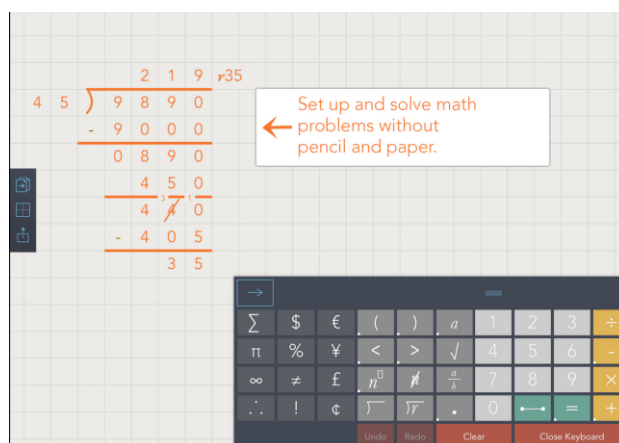 2 1 9 r35
4 5 ) 9 8 9 0
- 9 0 0 0
0 8 9 0
4 5 0
3 1
4 4 0
- 4 0 5
3 5
Set up and solve math
problems without
pencil and paper.
→
∑ $ € ( ) a 1 2 3 ÷
π % ¥ < > √ 4 5 6 -
∞ ≠ £ n n a/b 7 8 9 ×
∴ ! ¢ r . 0 = +
Undo Redo Clear Close Keyboard